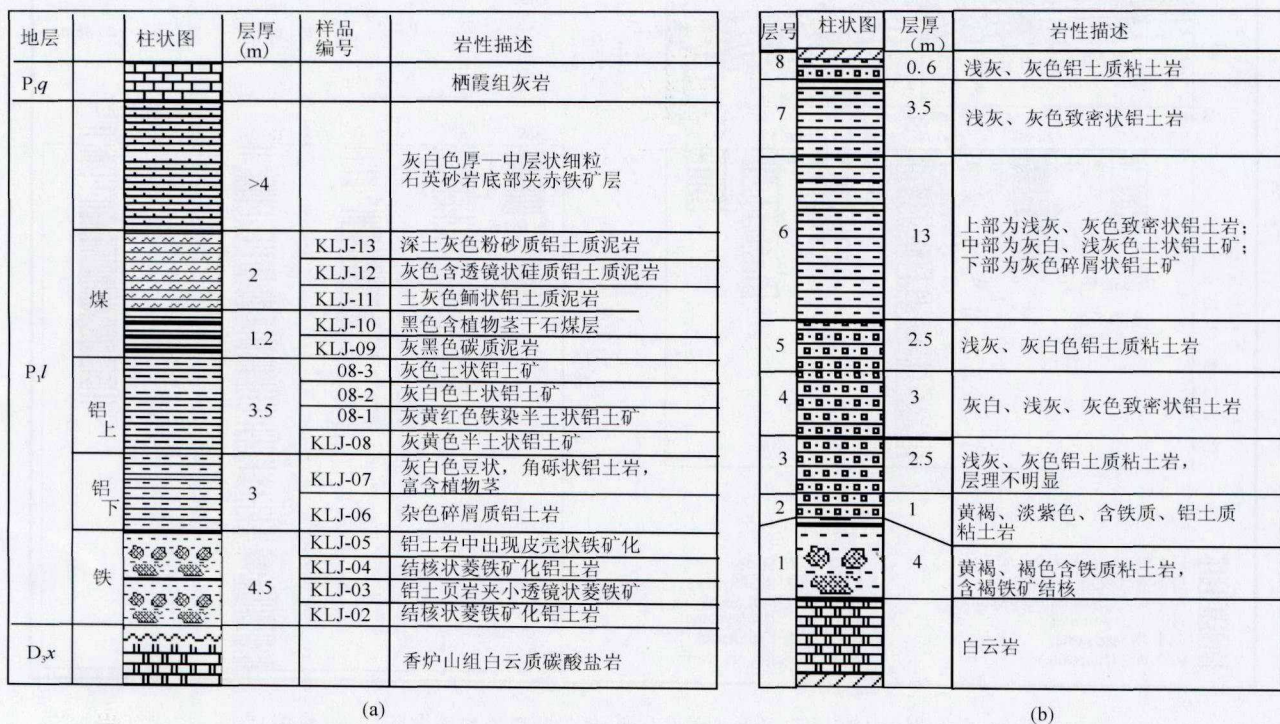 地层
柱状图
层厚
(m)
样品
编号
岩性描述
P₁q
栖霞组灰岩
>4
灰白色厚—中层状细粒
石英砂岩底部夹赤铁矿层
P₁l
煤
2
KLJ-13 深土灰色粉砂质铝土质泥岩
KLJ-12 灰色含透镜状硅质铝土质泥岩
KLJ-11 土灰色鲕状铝土质泥岩
1.2
KLJ-10 黑色含植物茎干石煤层
KLJ-09 灰黑色碳质泥岩
铝
上
3.5
08-3 灰色土状铝土矿
08-2 灰白色土状铝土矿
08-1 灰黄红色铁染半土状铝土矿
KLJ-08 灰黄色半土状铝土矿
铝
下
3
KLJ-07
灰白色豆状，角砾状铝土岩，
富含植物茎
KLJ-06 杂色碎屑质铝土岩
铁
4.5
KLJ-05 铝土岩中出现皮壳状铁矿化
KLJ-04 结核状菱铁矿化铝土岩
KLJ-03 铝土页岩夹小透镜状菱铁矿
KLJ-02 结核状菱铁矿化铝土岩
D₃x
香炉山组白云质碳酸盐岩
(a)
层号
柱状图
层厚
(m)
岩性描述
8 0.6 浅灰、灰色铝土质粘土岩
7 3.5 浅灰、灰色致密状铝土岩
6 13
上部为浅灰、灰色致密状铝土岩；
中部为灰白、浅灰色土状铝土矿；
下部为灰色碎屑状铝土矿
5 2.5 浅灰、灰白色铝土质粘土岩
4 3 灰白、浅灰、灰色致密状铝土岩
3 2.5
浅灰、灰色铝土质粘土岩，
层理不明显
2 1
黄褐、淡紫色、含铁质、铝土质
粘土岩
1 4
黄褐、褐色含铁质粘土岩，
含褐铁矿结核
白云岩
(b)